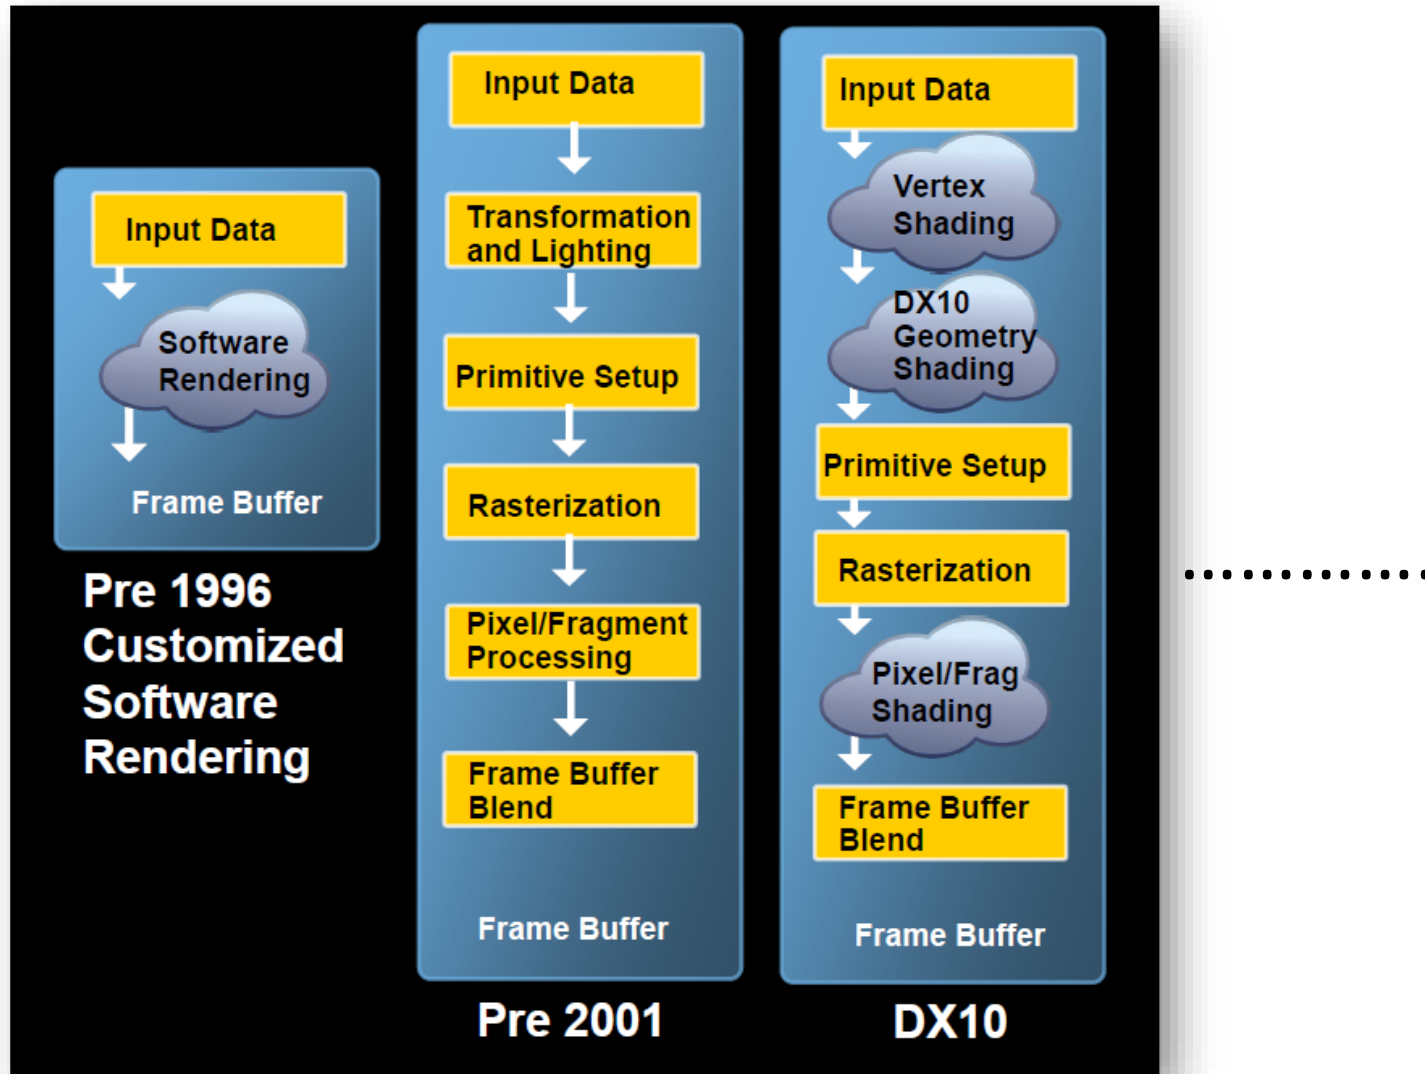 Input Data
Software
Rendering
Frame Buffer
Pre 1996
Customized
Software
Rendering
Input Data
Transformation
and Lighting
Primitive Setup
Rasterization
Pixel/Fragment
Processing
Frame Buffer
Blend
Frame Buffer
Pre 2001
Input Data
Vertex
Shading
DX10
Geometry
Shading
Primitive Setup
Rasterization
Pixel/Frag
Shading
Frame Buffer
Blend
Frame Buffer
DX10